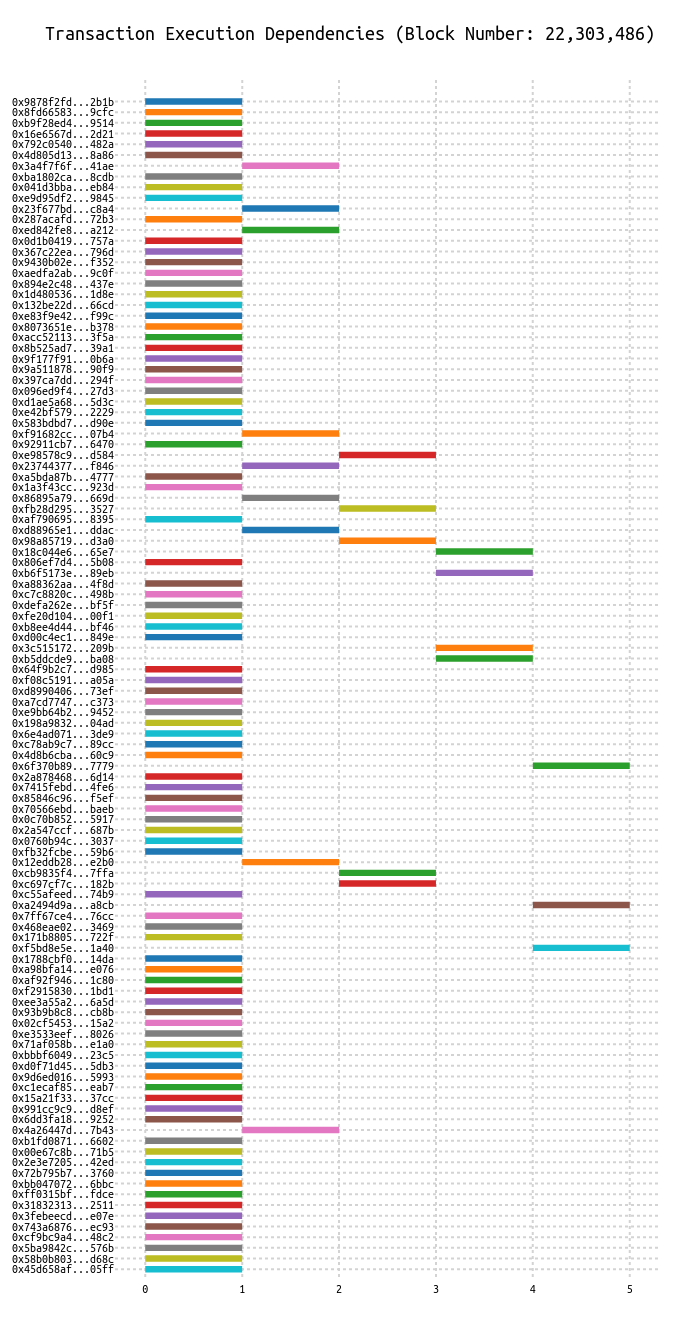 Transaction Execution Dependencies (Block Number: 22,303,486)
0x9878f2fd...2b1b
0x8fd66583...9cfc
0xb9f28ed4...9514
0x16e6567d...2d21
0x792c0540...482a
0x4d805d13...8a86
0x3a4f7f6f...41ae
0xba1802ca...8cdb
0x041d3bba...eb84
0xe9d95df2...9845
0x23f677bd...c8a4
0x287acafd...72b3
0xed842fe8...a212
0x0d1b0419...757a
0x367c22ea...796d
0x9430b02e...f352
0xaedfa2ab...9c0f
0x894e2c48...437e
0x1d480536...1d8e
0x132be22d...66cd
0xe83f9e42...f99c
0x8073651e...b378
0xacc52113...3f5a
0x8b525ad7...39a1
0x9f177f91...0b6a
0x9a511878...90f9
0x397ca7dd...294f
0x096ed9f4...27d3
0xd1ae5a68...5d3c
0xe42bf579...2229
0x583bdbd7...d90e
0xf91682cc...07b4
0x92911cb7...6470
0xe98578c9...d584
0x23744377...f846
0xa5bda87b...4777
0x1a3f43cc...923d
0x86895a79...669d
0xfb28d295...3527
0xaf790695...8395
0xd88965e1...ddac
0x98a85719...d3a0
0x18c044e6...65e7
0x806ef7d4...5b08
0xb6f5173e...89eb
0xa88362aa...4f8d
0xc7c8820c...498b
0xdefa262e...bf5f
0xfe20d104...00f1
0xb8ee4d44...bf46
0xd00c4ec1...849e
0x3c515172...209b
0xb5ddcde9...ba08
0x64f9b2c7...d985
0xf08c5191...a05a
0xd8990406...73ef
0xa7cd7747...c373
0xe9bb64b2...9452
0x198a9832...04ad
0x6e4ad071...3de9
0xc78ab9c7...89cc
0x4d8b6cba...60c9
0x6f370b89...7779
0x2a878468...6d14
0x7415febd...4fe6
0x85846c96...f5ef
0x70566ebd...baeb
0x0c70b852...5917
0x2a547ccf...687b
0x0760b94c...3037
0xfb32fcbe...59b6
0x12eddb28...e2b0
0xcb9835f4...7ffa
0xc697cf7c...182b
0xc55afeed...74b9
0xa2494d9a...a8cb
0x7ff67ce4...76cc
0x468eae02...3469
0x171b8805...722f
0xf5bd8e5e...1a40
0x1788cbf0...14da
0xa98bfa14...e076
0xaf92f946...1c80
0xf2915830...1bd1
0xee3a55a2...6a5d
0x93b9b8c8...cb8b
0x02cf5453...15a2
0xe3533eef...8026
0x71af058b...e1a0
0xbbbf6049...23c5
0xd0f71d45...5db3
0x9d6ed016...5993
0xc1ecaf85...eab7
0x15a21f33...37cc
0x991cc9c9...d8ef
0x6dd3fa18...9252
0x4a26447d...7b43
0xb1fd0871...6602
0x00e67c8b...71b5
0x2e3e7205...42ed
0x72b795b7...3760
0xbb047072...6bbc
0xff0315bf...fdce
0x31832313...2511
0x3febeecd...e07e
0x743a6876...ec93
0xcf9bc9a4...48c2
0x5ba9842c...576b
0x58b0b803...d68c
0x45d658af...05ff
0 1 2 3 4 5